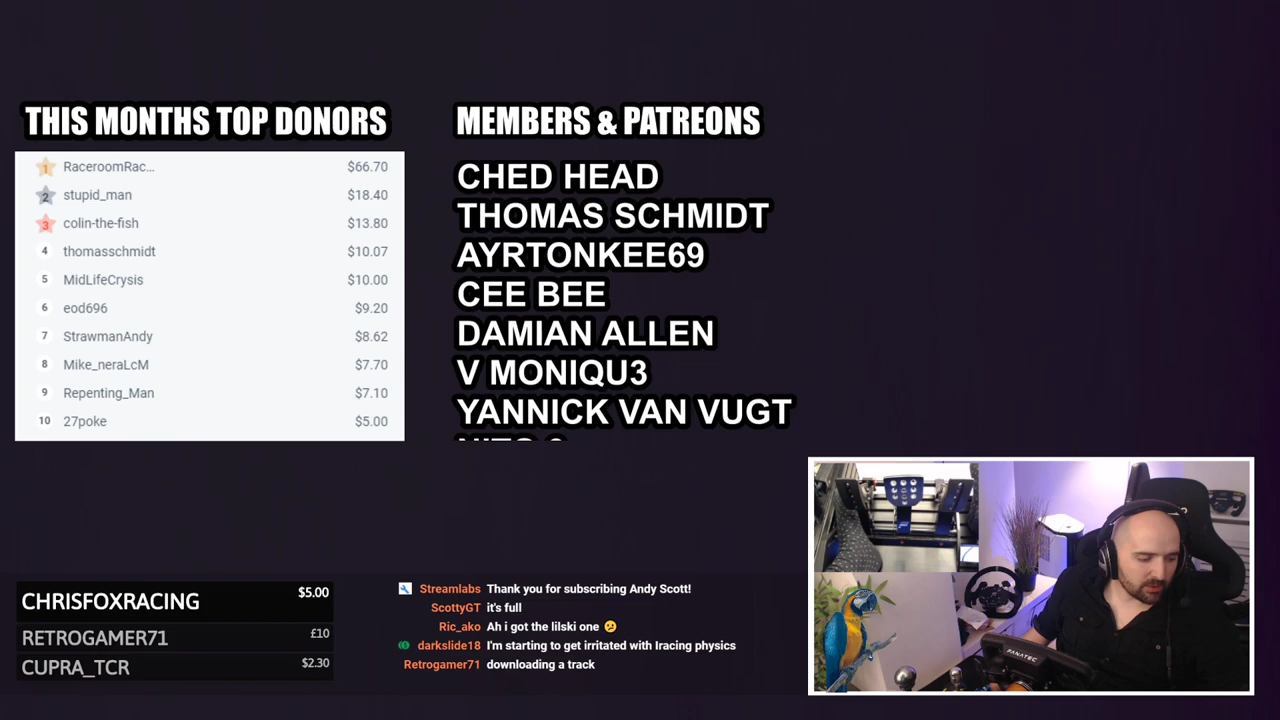 THIS MONTHS TOP DONORS
1 RaceroomRac... $66.70
2 stupid_man $18.40
3 colin-the-fish $13.80
4 thomasschmidt $10.07
5 MidLifeCrysis $10.00
6 eod696 $9.20
7 StrawmanAndy $8.62
8 Mike_neraLcM $7.70
9 Repenting_Man $7.10
10 27poke $5.00
MEMBERS & PATREONS
CHED HEAD
THOMAS SCHMIDT
AYRTONKEE69
CEE BEE
DAMIAN ALLEN
V MONIQU3
YANNICK VAN VUGT
CHRISFOXRACING $5.00
RETROGAMER71 £10
CUPRA_TCR $2.30
Streamlabs Thank you for subscribing Andy Scott!
ScottyGT it's full
Ric_ako Ah i got the lilski one 😕
darkslide18 I'm starting to get irritated with Iracing physics
Retrogamer71 downloading a track
FANATEC